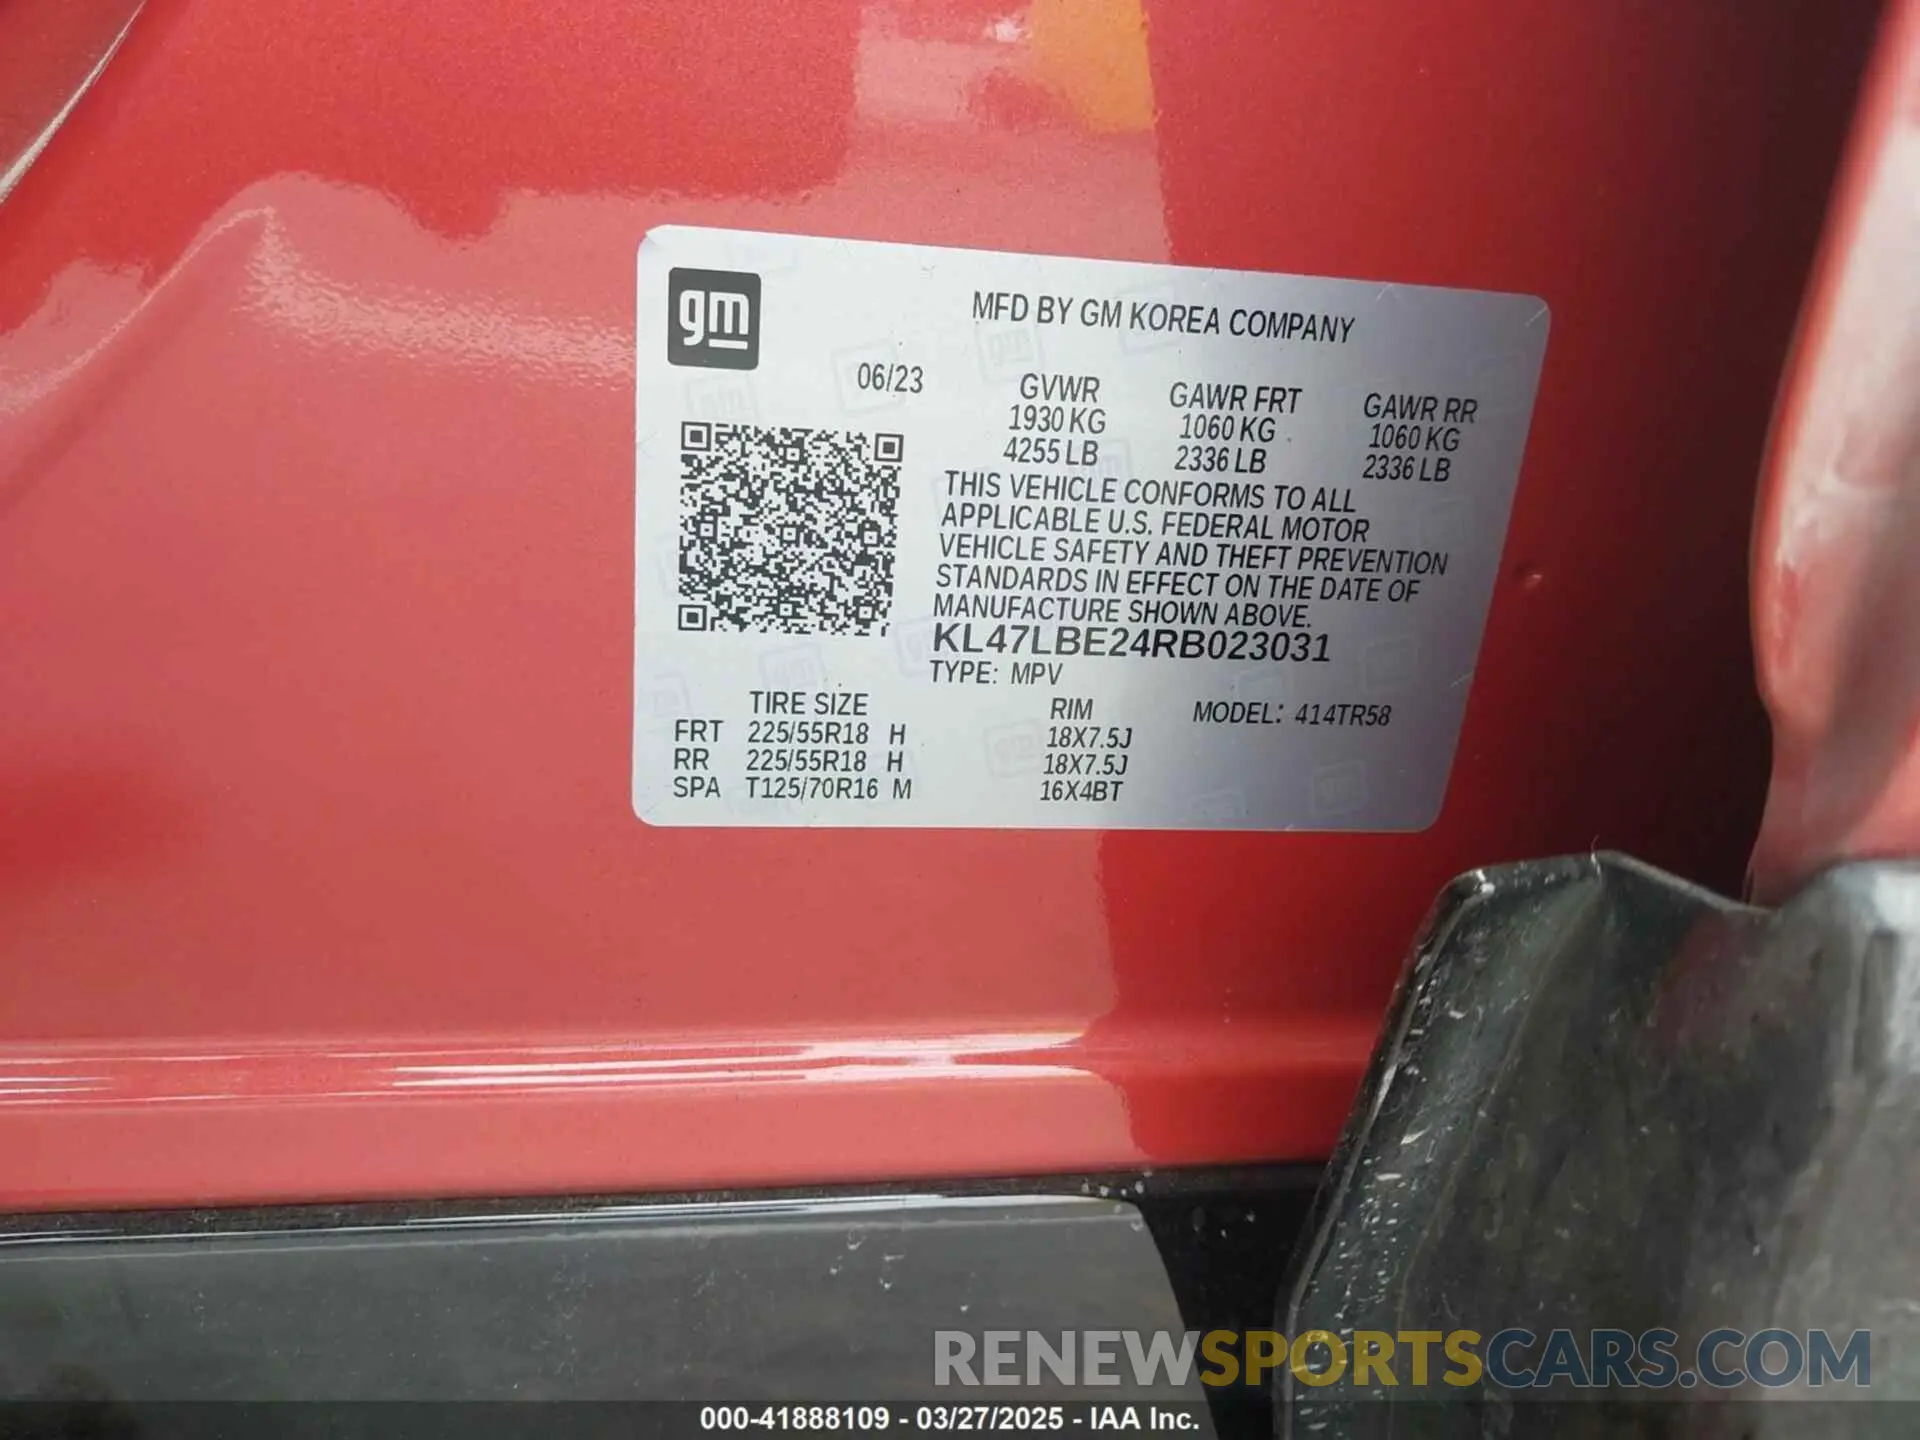 gm
MFD BY GM KOREA COMPANY
06/23
GVWR GAWR FRT GAWR RR
1930 KG 1060 KG 1060 KG
4255 LB 2336 LB 2336 LB
THIS VEHICLE CONFORMS TO ALL
APPLICABLE U.S. FEDERAL MOTOR
VEHICLE SAFETY AND THEFT PREVENTION
STANDARDS IN EFFECT ON THE DATE OF
MANUFACTURE SHOWN ABOVE.
KL47LBE24RB023031
TYPE: MPV
TIRE SIZE RIM MODEL: 414TR58
FRT 225/55R18 H 18X7.5J
RR 225/55R18 H 18X7.5J
SPA T125/70R16 M 16X4BT
RENEWSPORTSCARS.COM
000-41888109 - 03/27/2025 - IAA Inc.